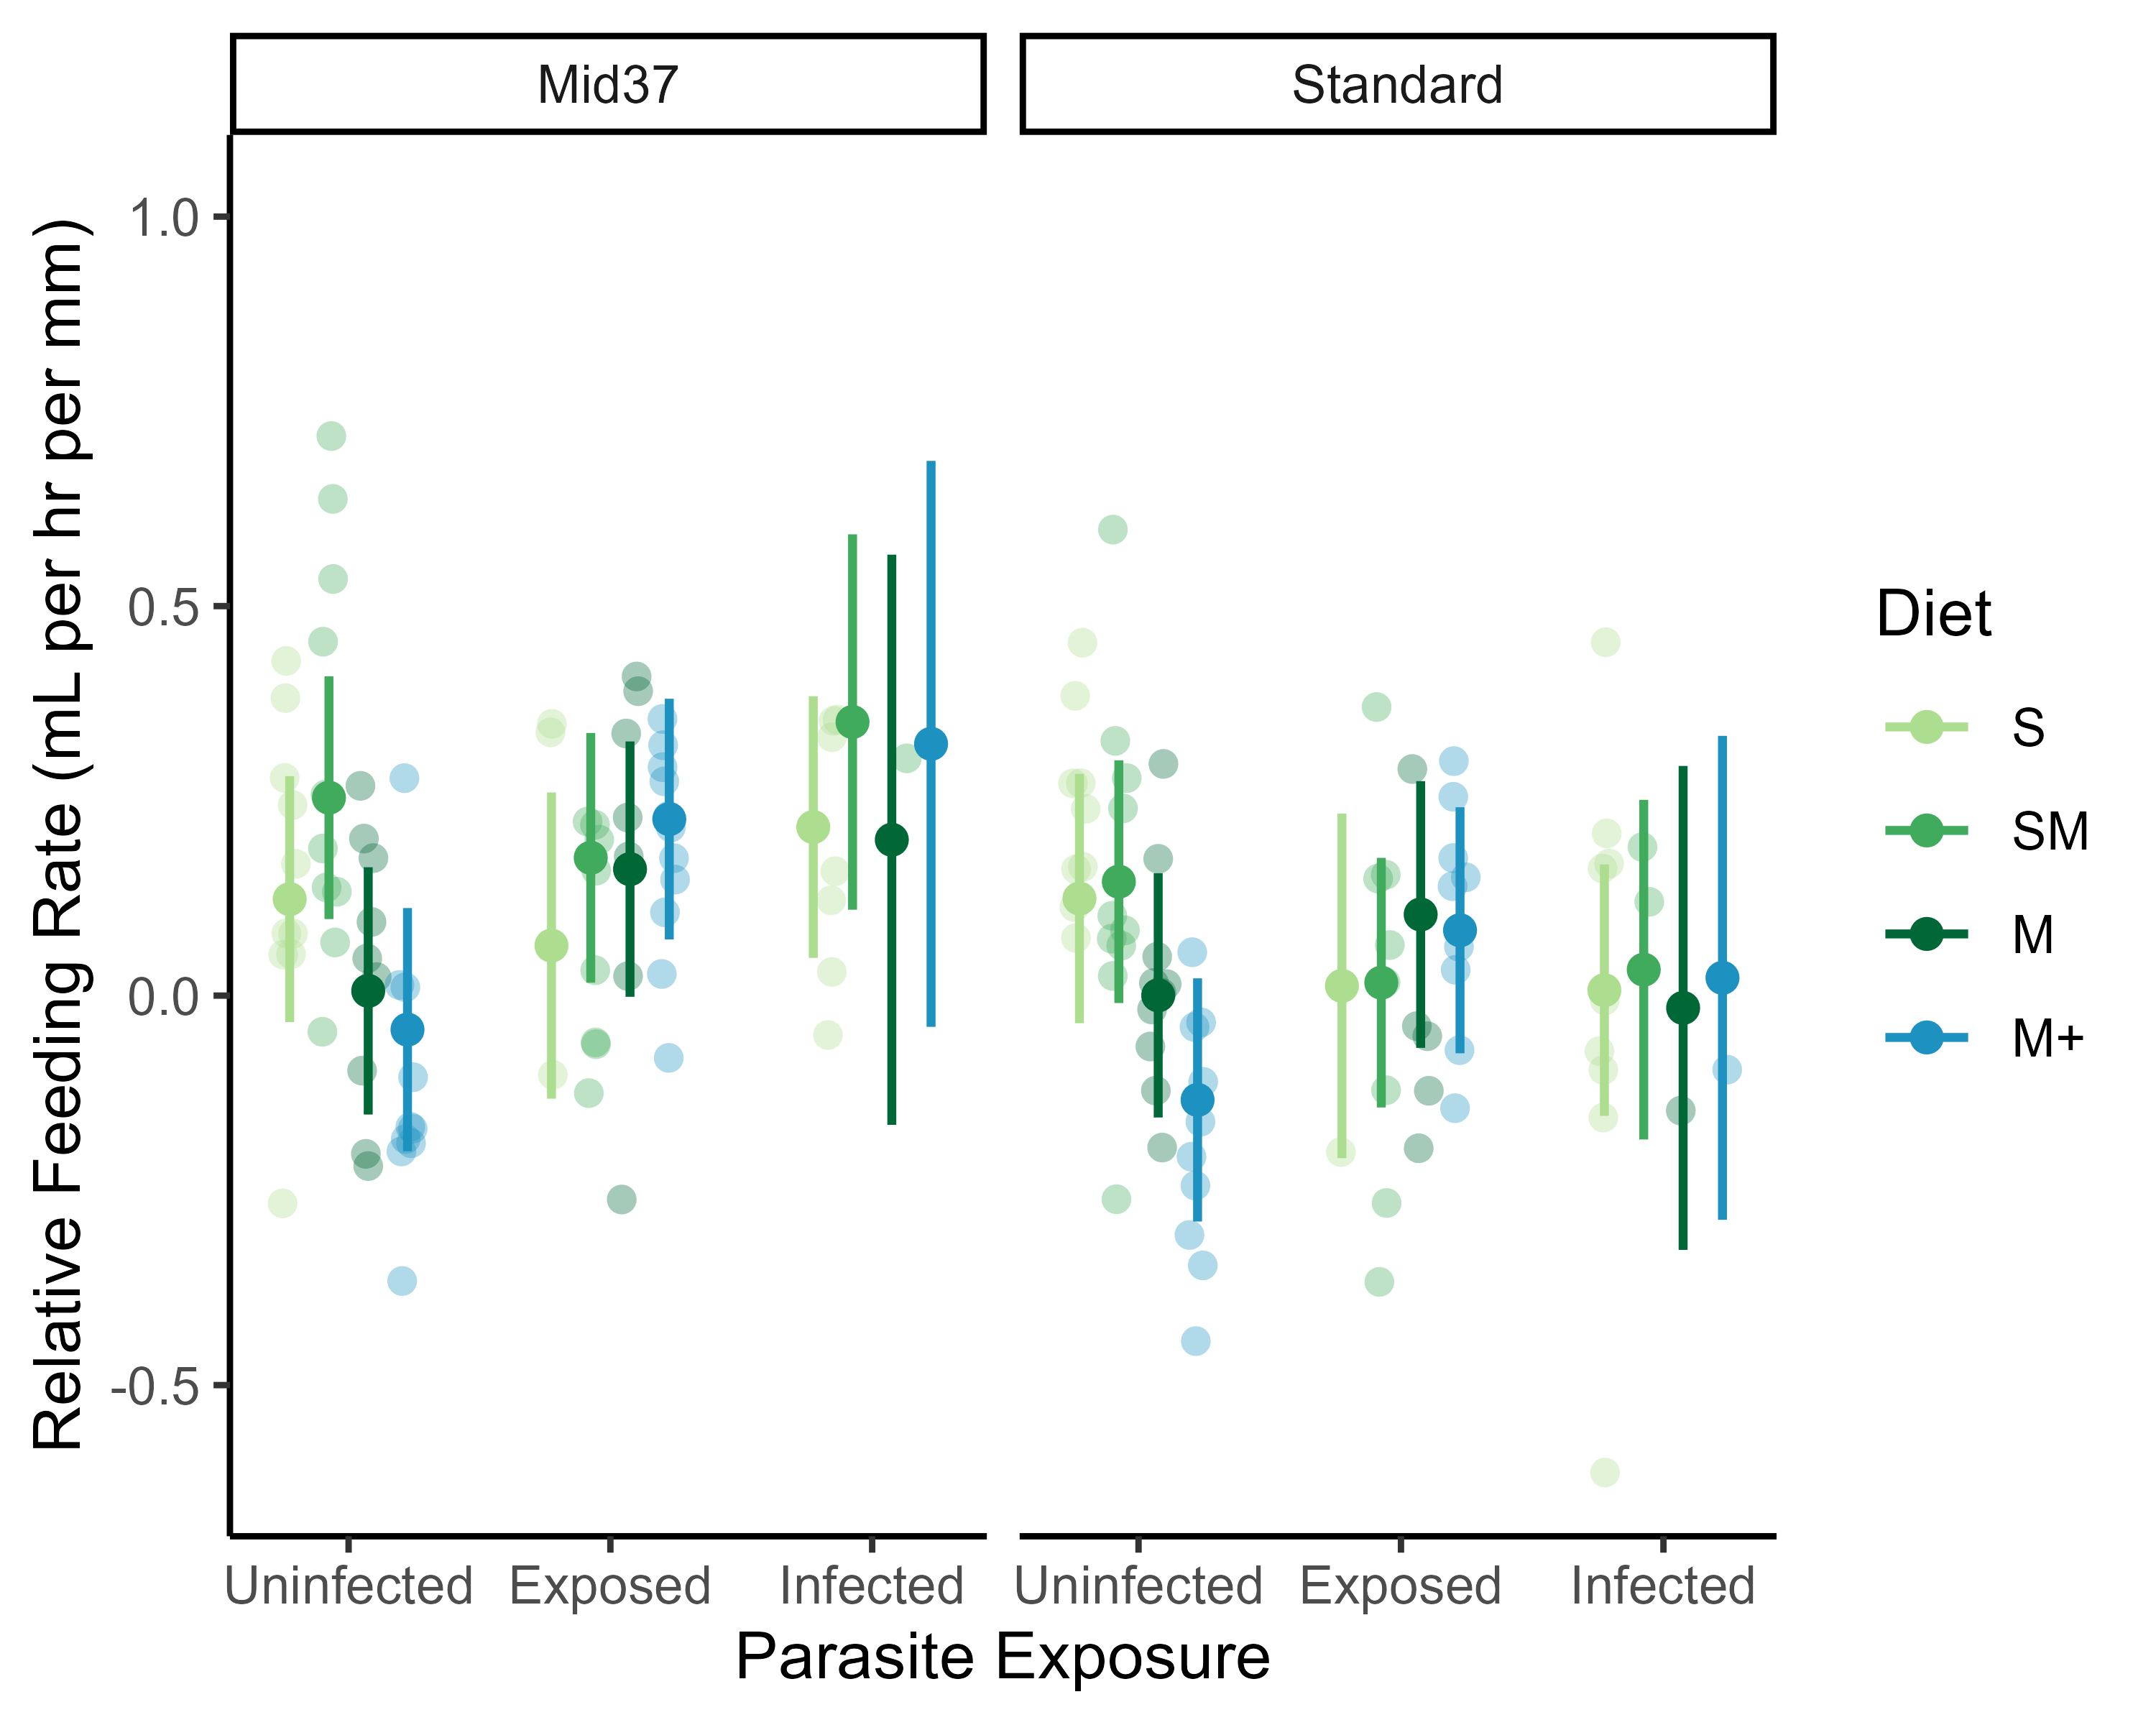 Mid37
Standard
Relative Feeding Rate (mL per hr per mm)
1.0
0.5
0.0
-0.5
Uninfected
Exposed
Infected
Uninfected
Exposed
Infected
Parasite Exposure
Diet
S
SM
M
M+